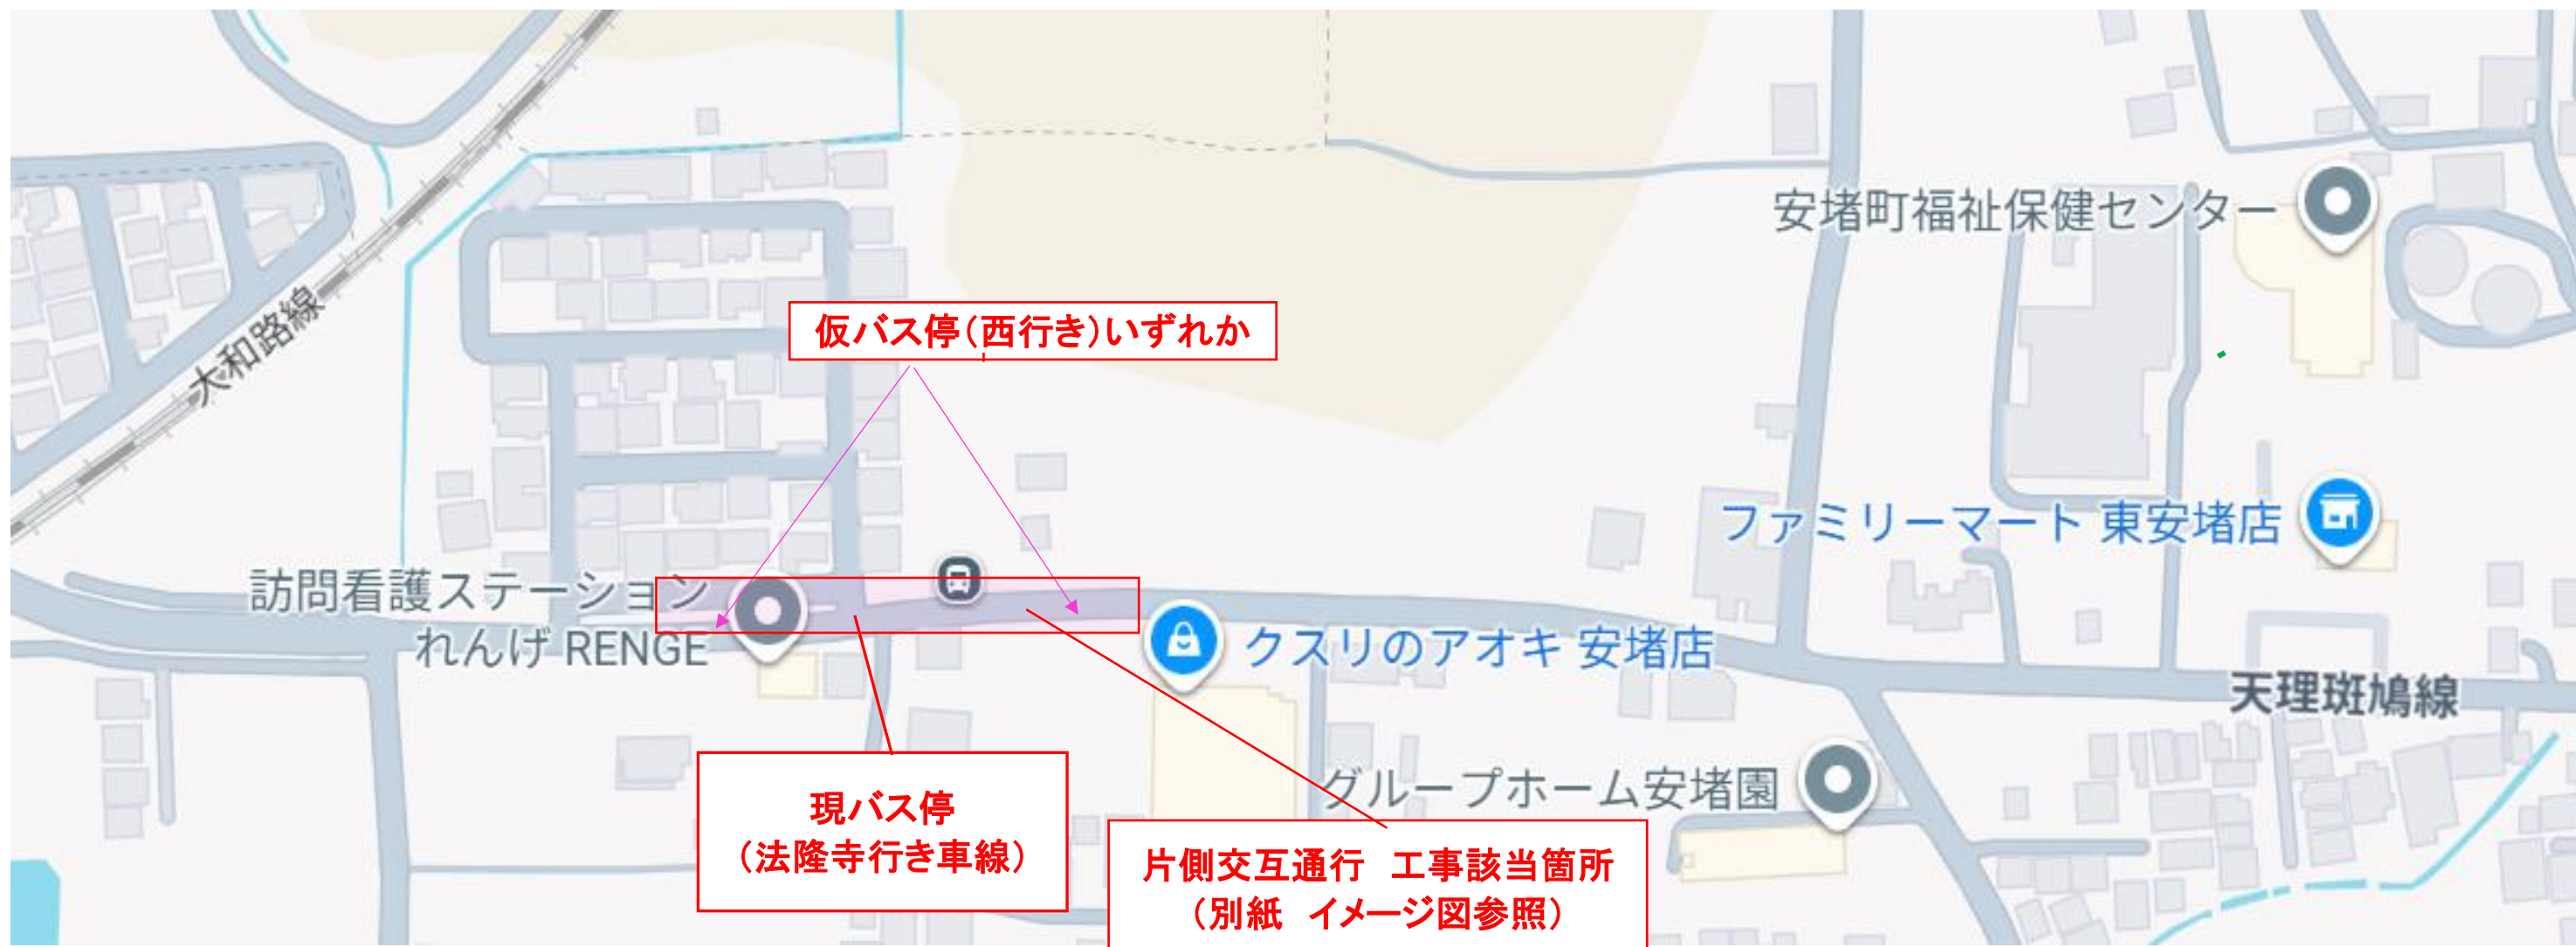 安堵町福祉保健センター
大和路線
仮バス停（西行き）いずれか
ファミリーマート 東安堵店
訪問看護ステーション
れんげ RENGE
クスリのアオキ 安堵店
天理斑鳩線
グループホーム安堵園
現バス停
（法隆寺行き車線）
片側交互通行　工事該当箇所
（別紙　イメージ図参照）